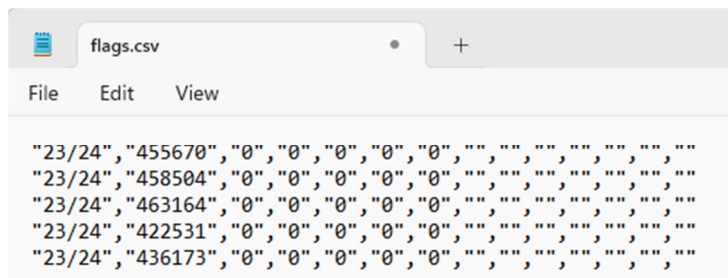 flags.csv
File Edit View
"23/24","455670","0","0","0","0","0","","","","","",""
"23/24","458504","0","0","0","0","0","","","","","",""
"23/24","463164","0","0","0","0","0","","","","","",""
"23/24","422531","0","0","0","0","0","","","","","",""
"23/24","436173","0","0","0","0","0","","","","","",""